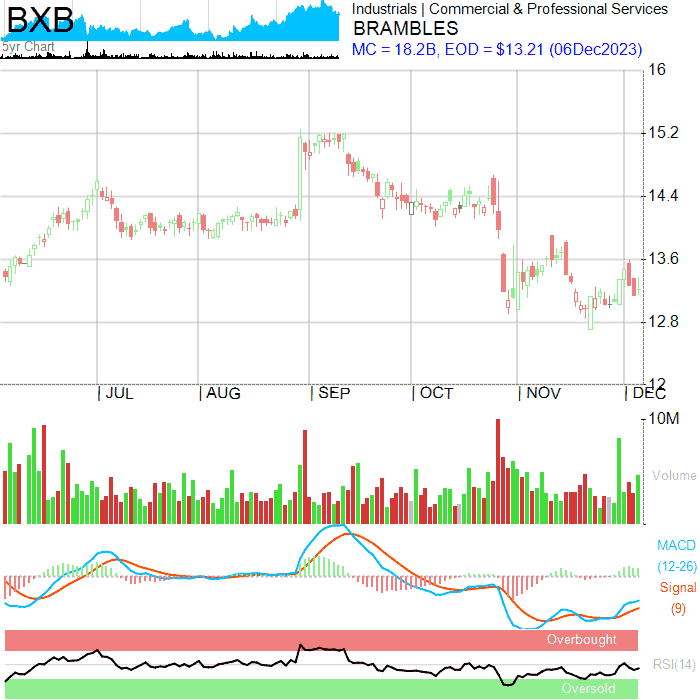 BXB
5yr Chart
Industrials | Commercial & Professional Services
BRAMBLES
MC = 18.2B, EOD = $13.21 (06Dec2023)
16
15.2
14.4
13.6
12.8
12
| JUL | AUG | SEP | OCT | NOV | DEC
10M
Volume
MACD
(12-26)
Signal
(9)
Overbought
RSI(14)
Oversold